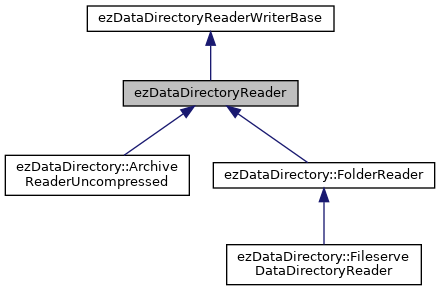 ezDataDirectoryReaderWriterBase
ezDataDirectoryReader
ezDataDirectory::Archive
ReaderUncompressed
ezDataDirectory::FolderReader
ezDataDirectory::Fileserve
DataDirectoryReader